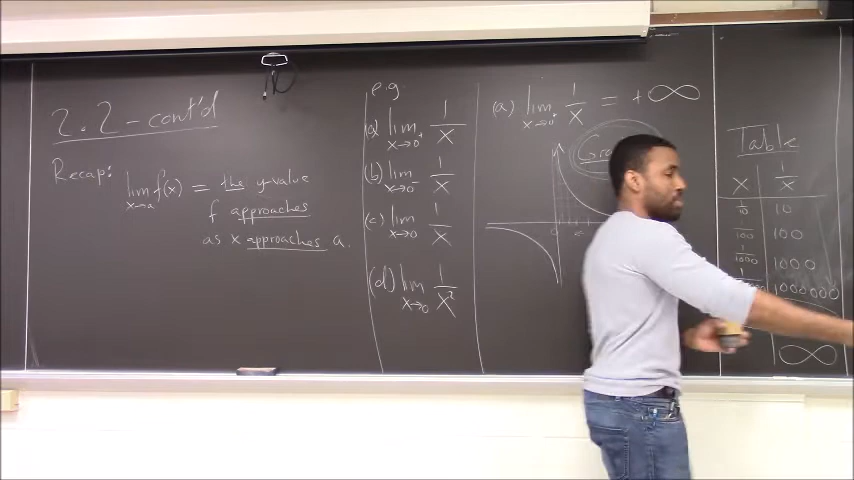 2.2 - cont'd
Recap:
lim f(x) = the y-value
x→a
f approaches
as x approaches a.
e.g.
(a) lim 1/x
x→0⁺
(b) lim 1/x
x→0⁻
(c) lim 1/x
x→0
(d) lim 1/x²
x→0
(a) lim 1/x = +∞
x→0⁺
Gra
0
Table
x | 1/x
1/10 | 10
1/100 | 100
1/1000 | 1000
1000000
∞